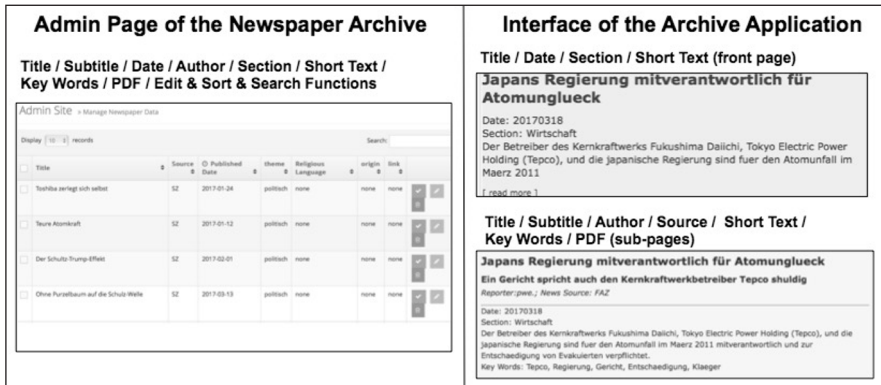 Admin Page of the Newspaper Archive
Title / Subtitle / Date / Author / Section / Short Text /
Key Words / PDF / Edit & Sort & Search Functions
Admin Site » Manage Newspaper Data
Display 10 records Search:
Title Source Published Date theme Religious Language origin link
Toshiba zerlegt sich selbst SZ 2017-01-24 politisch none none none
Teure Atomkraft SZ 2017-01-12 politisch none none none
Der Schultz-Trump-Effekt SZ 2017-02-01 politisch none none none
Ohne Purzelbaum auf die Schulz-Welle SZ 2017-03-13 politisch none none none
Interface of the Archive Application
Title / Date / Section / Short Text (front page)
Japans Regierung mitverantwortlich für
Atomunglueck
Date: 20170318
Section: Wirtschaft
Der Betreiber des Kernkraftwerks Fukushima Daiichi, Tokyo Electric Power
Holding (Tepco), und die japanische Regierung sind fuer den Atomunfall im
Maerz 2011
[ read more ]
Title / Subtitle / Author / Source / Short Text /
Key Words / PDF (sub-pages)
Japans Regierung mitverantwortlich für Atomunglueck
Ein Gericht spricht auch den Kernkraftwerkbetreiber Tepco shuldig
Reporter:pwe.; News Source: FAZ
Date: 20170318
Section: Wirtschaft
Der Betreiber des Kernkraftwerks Fukushima Daiichi, Tokyo Electric Power Holding (Tepco), und die
japanische Regierung sind fuer den Atomunfall im Maerz 2011 mitverantwortlich und zur
Entschaedigung von Evakuierten verpflichtet.
Key Words: Tepco, Regierung, Gericht, Entschaedigung, Klaeger